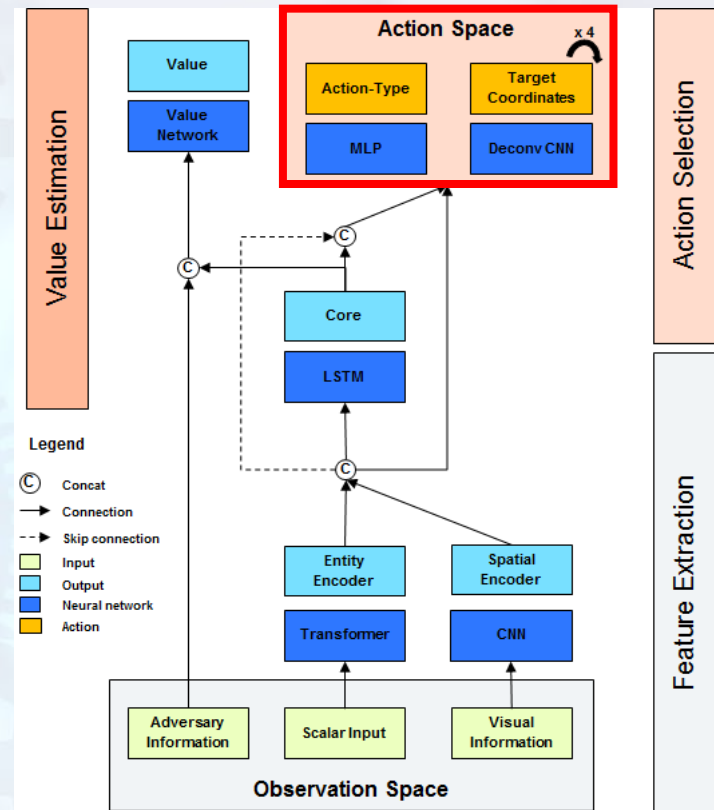 Action Space
x 4
Value
Action-Type
Target
Coordinates
Value
Network
MLP
Deconv CNN
Value Estimation
Action Selection
C
C
Core
LSTM
Legend
C Concat
Connection
Skip connection
Input
Output
Neural network
Action
C
Entity
Encoder
Spatial
Encoder
Transformer
CNN
Feature Extraction
Adversary
Information
Scalar Input
Visual
Information
Observation Space